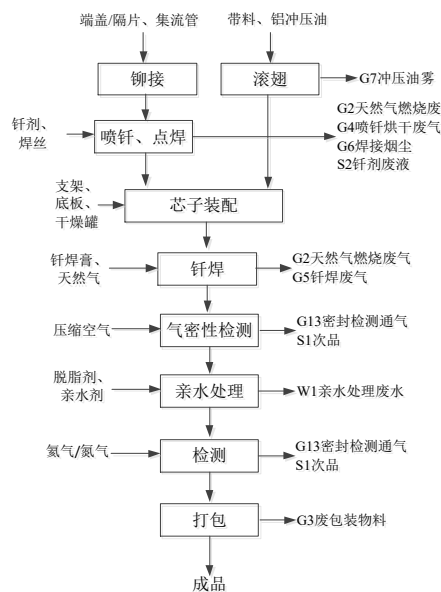 端盖/隔片、集流管
带料、铝冲压油
铆接
滚翅
G7冲压油雾
钎剂、
焊丝
喷钎、点焊
G2天然气燃烧废
G4喷钎烘干废气
G6焊接烟尘
S2钎剂废液
支架、
底板、
干燥罐
芯子装配
钎焊膏、
天然气
钎焊
G2天然气燃烧废气
G5钎焊废气
压缩空气
气密性检测
G13密封检测通气
S1次品
脱脂剂、
亲水剂
亲水处理
W1亲水处理废水
氦气/氮气
检测
G13密封检测通气
S1次品
打包
G3废包装物料
成品